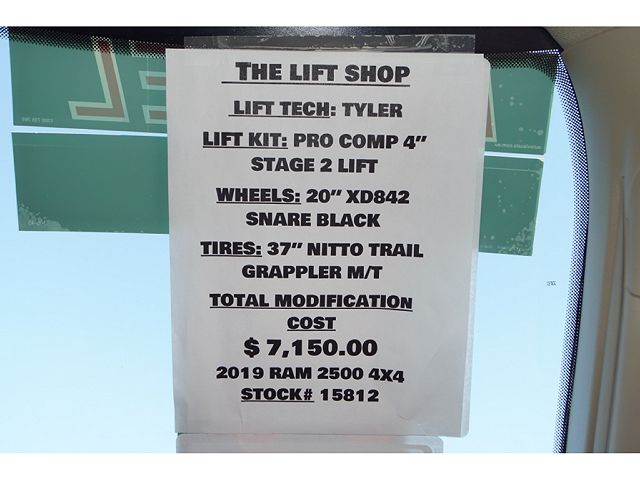 THE LIFT SHOP
LIFT TECH: TYLER
LIFT KIT: PRO COMP 4”
STAGE 2 LIFT
WHEELS: 20” XD842
SNARE BLACK
TIRES: 37” NITTO TRAIL
GRAPPLER M/T
TOTAL MODIFICATION
COST
$ 7,150.00
2019 RAM 2500 4X4
STOCK# 15812